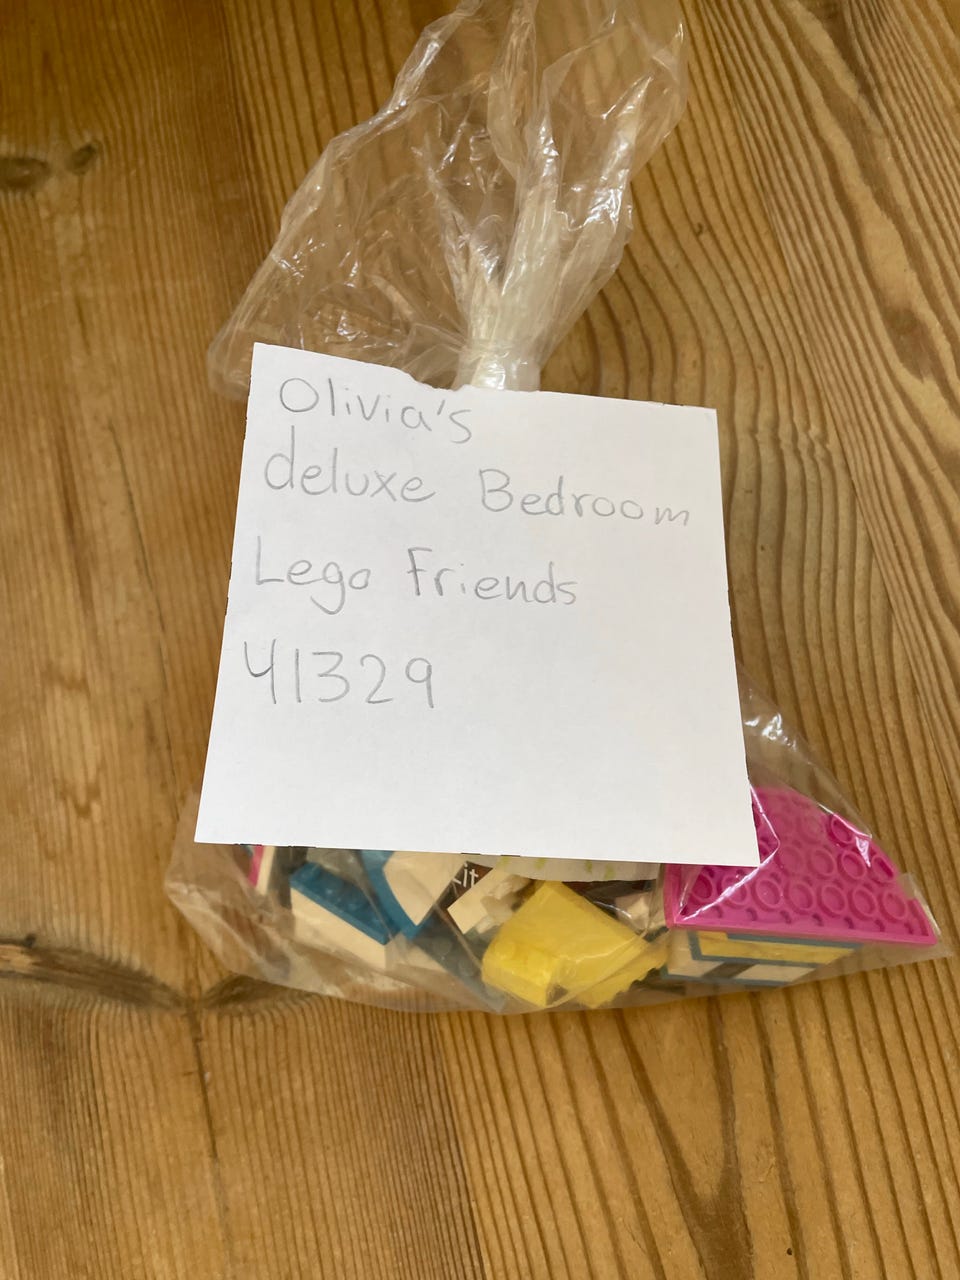 Olivia's
deluxe Bedroom
Lego Friends
41329